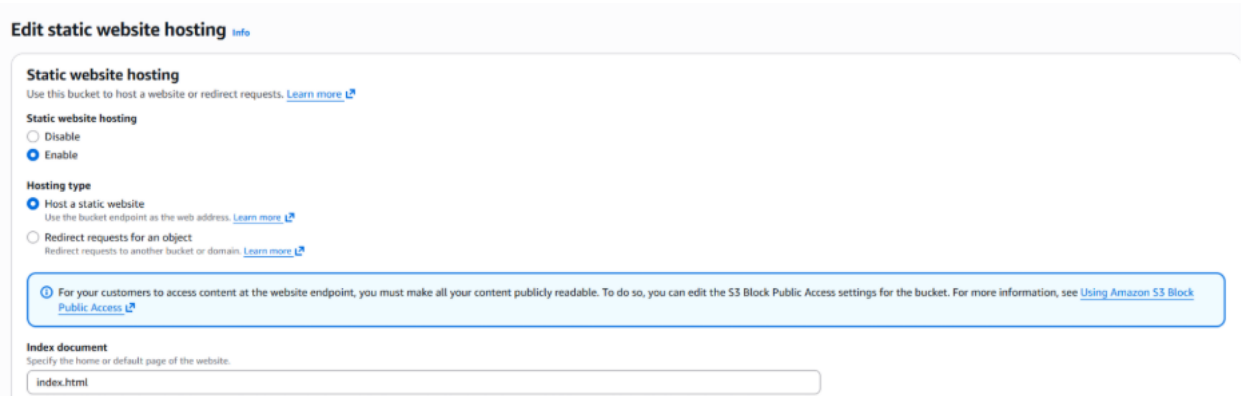 Edit static website hosting Info
Static website hosting
Use this bucket to host a website or redirect requests. Learn more
Static website hosting
Disable
Enable
Hosting type
Host a static website
Use the bucket endpoint as the web address. Learn more
Redirect requests for an object
Redirect requests to another bucket or domain. Learn more
For your customers to access content at the website endpoint, you must make all your content publicly readable. To do so, you can edit the S3 Block Public Access settings for the bucket. For more information, see Using Amazon S3 Block
Public Access
Index document
Specify the home or default page of the website.
index.html